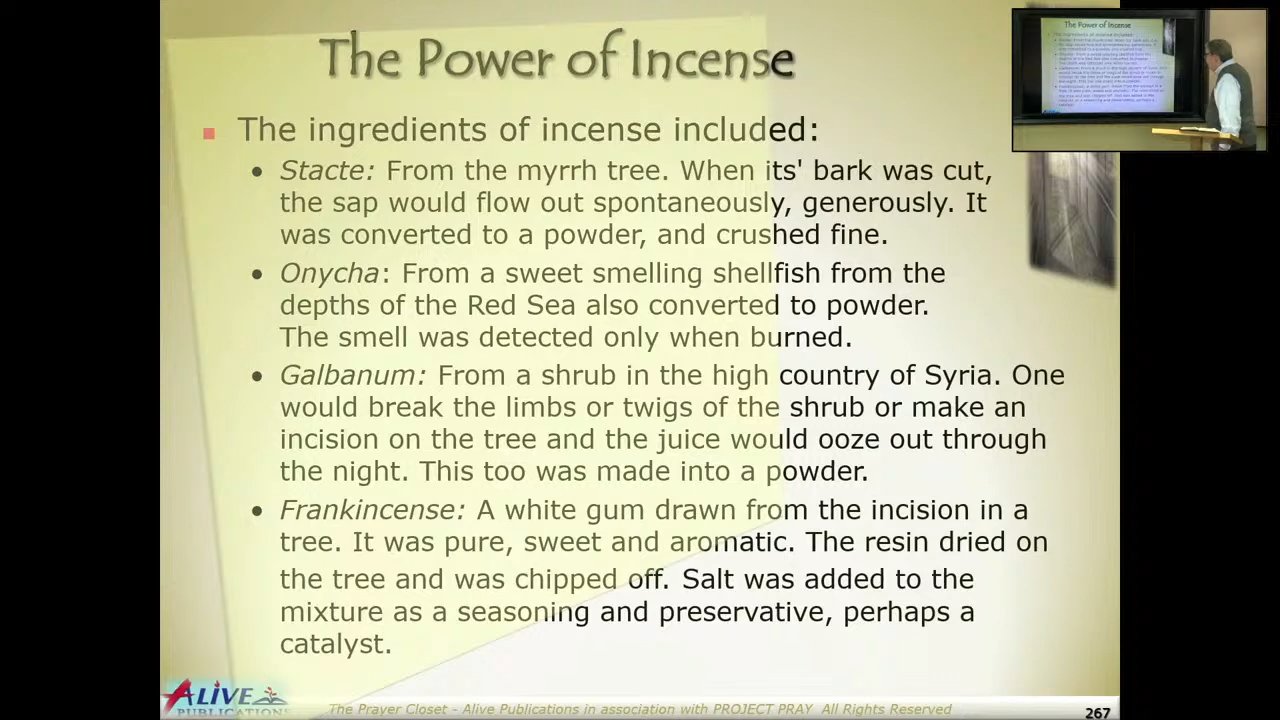 The Power of Incense
The ingredients of incense included:
• Stacte: From the myrrh tree. When its' bark was cut,
the sap would flow out spontaneously, generously. It
was converted to a powder, and crushed fine.
• Onycha: From a sweet smelling shellfish from the
depths of the Red Sea also converted to powder.
The smell was detected only when burned.
• Galbanum: From a shrub in the high country of Syria. One
would break the limbs or twigs of the shrub or make an
incision on the tree and the juice would ooze out through
the night. This too was made into a powder.
• Frankincense: A white gum drawn from the incision in a
tree. It was pure, sweet and aromatic. The resin dried on
the tree and was chipped off. Salt was added to the
mixture as a seasoning and preservative, perhaps a
catalyst.
ALIVE
PUBLICATIONS
The Prayer Closet - Alive Publications in association with PROJECT PRAY All Rights Reserved
267
The Power of Incense